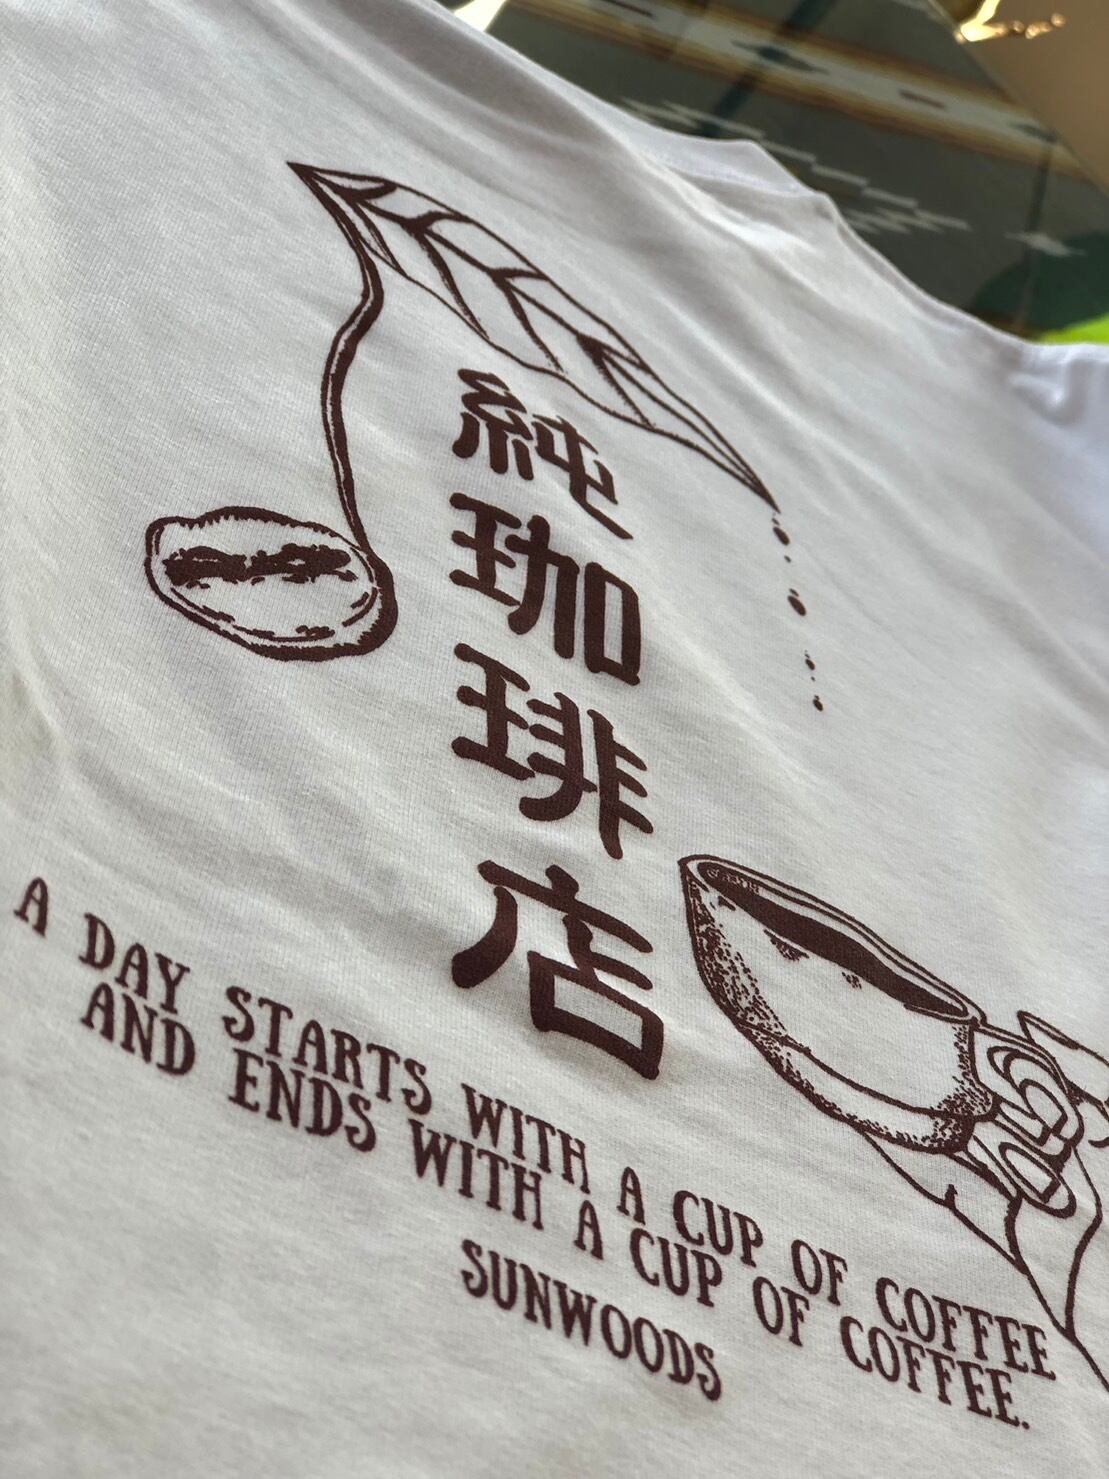 純珈琲店
A DAY STARTS WITH A CUP OF COFFEE
AND ENDS WITH A CUP OF COFFEE.
SUNWOODS